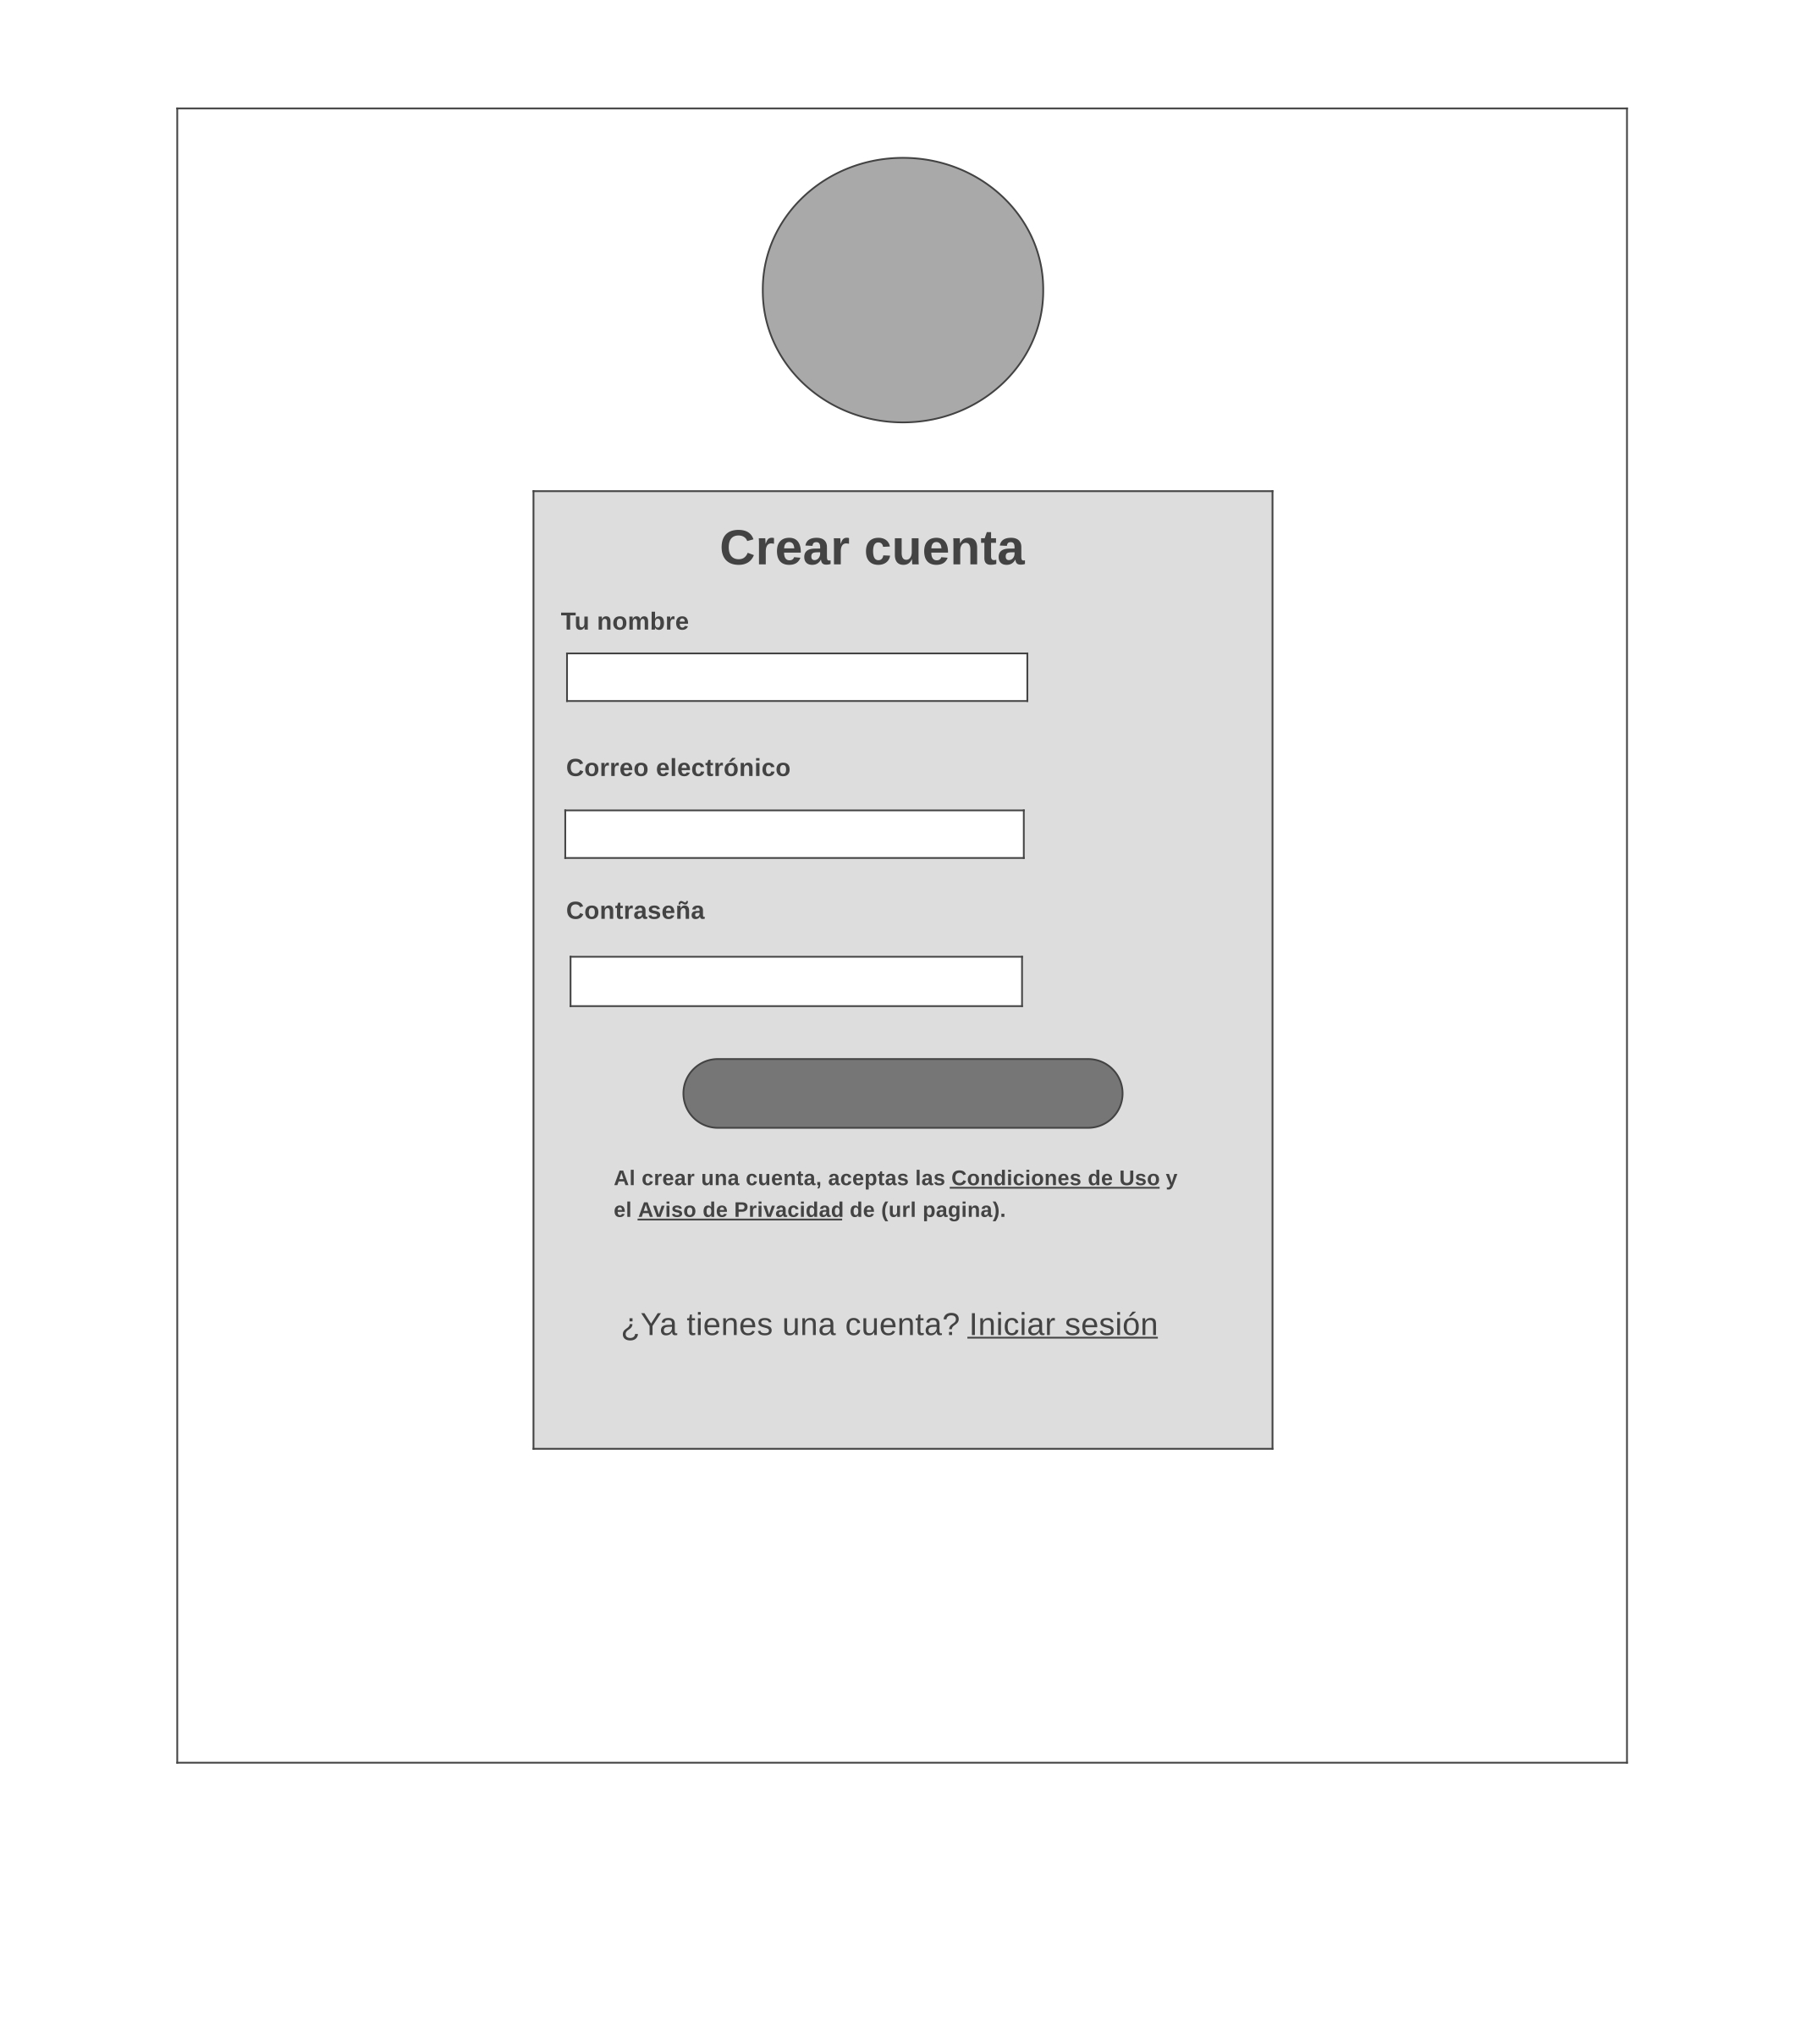 Crear cuenta
Tu nombre
Correo electrónico
Contraseña
Al crear una cuenta, aceptas las Condiciones de Uso y
el Aviso de Privacidad de (url pagina).
¿Ya tienes una cuenta? Iniciar sesión